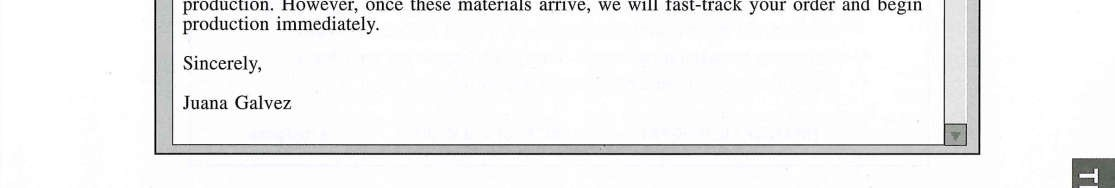 production. However, once these materials arrive, we will fast-track your order and begin
production immediately.
Sincerely,
Juana Galvez